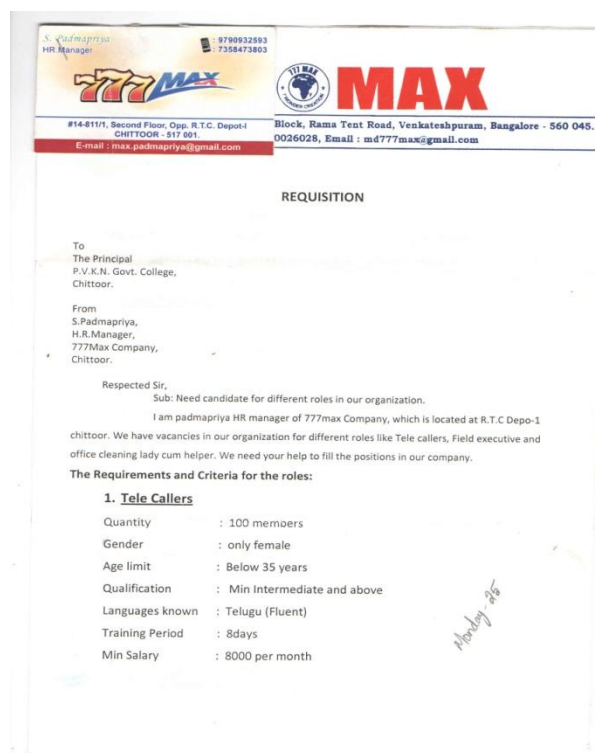 S. Padmapriya
HR.Manager
: 9790932593
: 7358473803
777 MAX
#14-811/1, Second Floor, Opp. R.T.C. Depot-I
CHITTOOR - 517 001.
E-mail : max.padmapriya@gmail.com
777 MAX
MAX
Block, Rama Tent Road, Venkateshpuram, Bangalore - 560 045.
0026028, Email : md777max@gmail.com
REQUISITION
To
The Principal
P.V.K.N. Govt. College,
Chittoor.
From
S.Padmapriya,
H.R.Manager,
777Max Company,
Chittoor.
Respected Sir,
Sub: Need candidate for different roles in our organization.
I am padmapriya HR manager of 777max Company, which is located at R.T.C Depo-1
chittoor. We have vacancies in our organization for different roles like Tele callers, Field executive and
office cleaning lady cum helper. We need your help to fill the positions in our company.
The Requirements and Criteria for the roles:
1. Tele Callers
Quantity : 100 members
Gender : only female
Age limit : Below 35 years
Qualification : Min Intermediate and above
Languages known : Telugu (Fluent)
Training Period : 8days
Min Salary : 8000 per month
Monday - 25